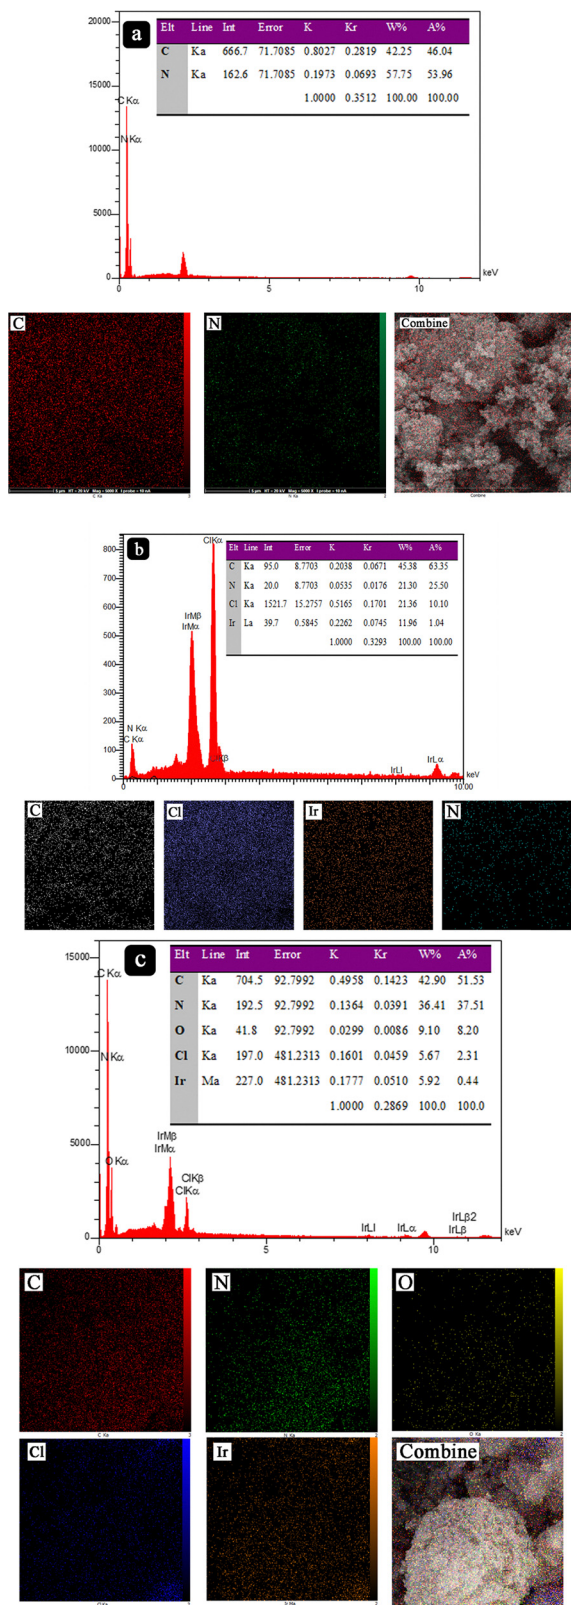 a
Elt Line Int Error K Kr W% A%
C Ka 666.7 71.7085 0.8027 0.2819 42.25 46.04
N Ka 162.6 71.7085 0.1973 0.0693 57.75 53.96
1.0000 0.3512 100.00 100.00
20000
15000
10000
5000
0
C Kα
N Kα
0 5 10
keV
C
N
Combine
C Ka
N Ka
Combine
b
Elt Line Int Error K Kr W% A%
C Ka 95.0 8.7703 0.2038 0.0671 45.38 63.35
N Ka 20.0 8.7703 0.0535 0.0176 21.30 25.50
Cl Ka 1521.7 15.2757 0.5165 0.1701 21.36 10.10
Ir La 39.7 0.5845 0.2262 0.0745 11.96 1.04
1.0000 0.3293 100.00 100.00
800
700
600
500
400
300
200
100
0
ClKα
IrMβ
IrMα
N Kα
C Kα
IrLl
IrLα
0 5 10.00
keV
C
Cl
Ir
N
c
Elt Line Int Error K Kr W% A%
C Ka 704.5 92.7992 0.4958 0.1423 42.90 51.53
N Ka 192.5 92.7992 0.1364 0.0391 36.41 37.51
O Ka 41.8 92.7992 0.0299 0.0086 9.10 8.20
Cl Ka 197.0 481.2313 0.1601 0.0459 5.67 2.31
Ir Ma 227.0 481.2313 0.1777 0.0510 5.92 0.44
1.0000 0.2869 100.0 100.0
15000
10000
5000
0
C Kα
N Kα
O Kα
IrMβ
IrMα
ClKβ
ClKα
IrLl
IrLα
IrLβ2
IrLβ
0 5 10
keV
C
N
O
C Ka
N Ka
O Ka
Cl
Ir
Combine